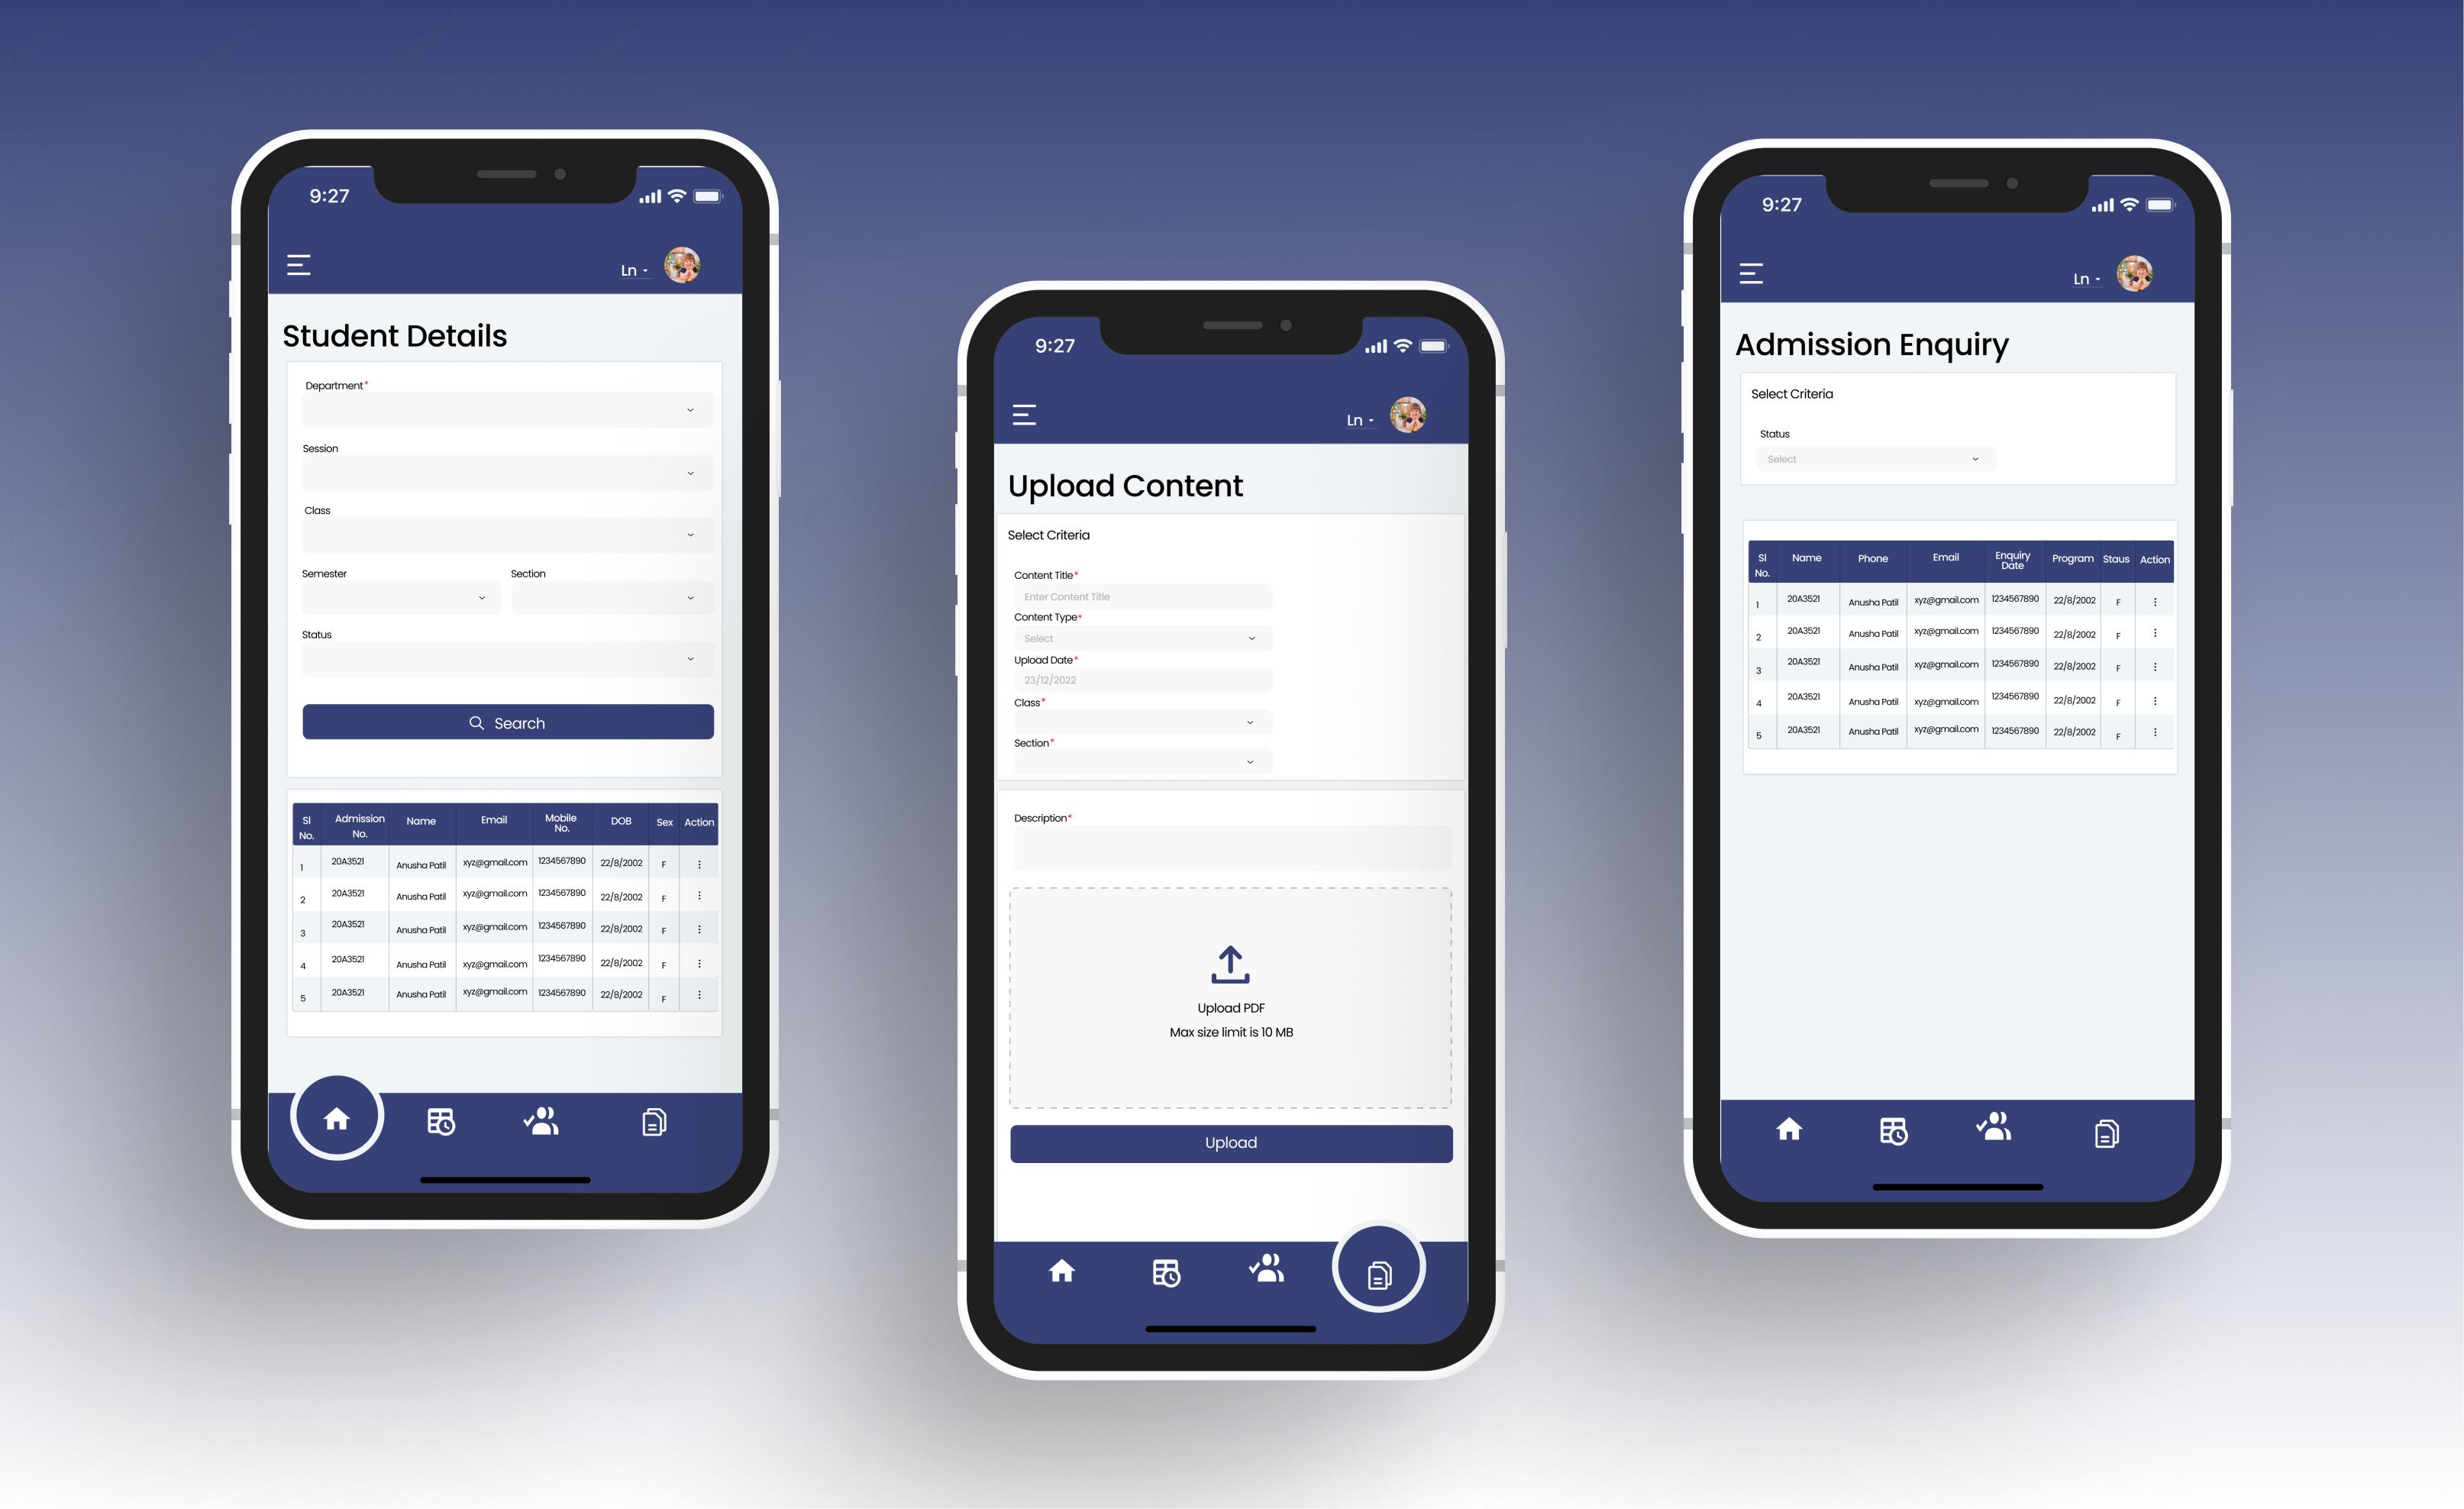 9:27
Ln
Student Details
Department*
Session
Class
Semester Section
Status
Search
Sl No. Admission No. Name Email Mobile No. DOB Sex Action
1 20A3521 Anusha Patil xyz@gmail.com 1234567890 22/8/2002 F
2 20A3521 Anusha Patil xyz@gmail.com 1234567890 22/8/2002 F
3 20A3521 Anusha Patil xyz@gmail.com 1234567890 22/8/2002 F
4 20A3521 Anusha Patil xyz@gmail.com 1234567890 22/8/2002 F
5 20A3521 Anusha Patil xyz@gmail.com 1234567890 22/8/2002 F
9:27
Ln
Upload Content
Select Criteria
Content Title*
Enter Content Title
Content Type*
Select
Upload Date*
23/12/2022
Class*
Section*
Description*
Upload PDF
Max size limit is 10 MB
Upload
9:27
Ln
Admission Enquiry
Select Criteria
Status
Select
Sl No. Name Phone Email Enquiry Date Program Staus Action
1 20A3521 Anusha Patil xyz@gmail.com 1234567890 22/8/2002 F
2 20A3521 Anusha Patil xyz@gmail.com 1234567890 22/8/2002 F
3 20A3521 Anusha Patil xyz@gmail.com 1234567890 22/8/2002 F
4 20A3521 Anusha Patil xyz@gmail.com 1234567890 22/8/2002 F
5 20A3521 Anusha Patil xyz@gmail.com 1234567890 22/8/2002 F